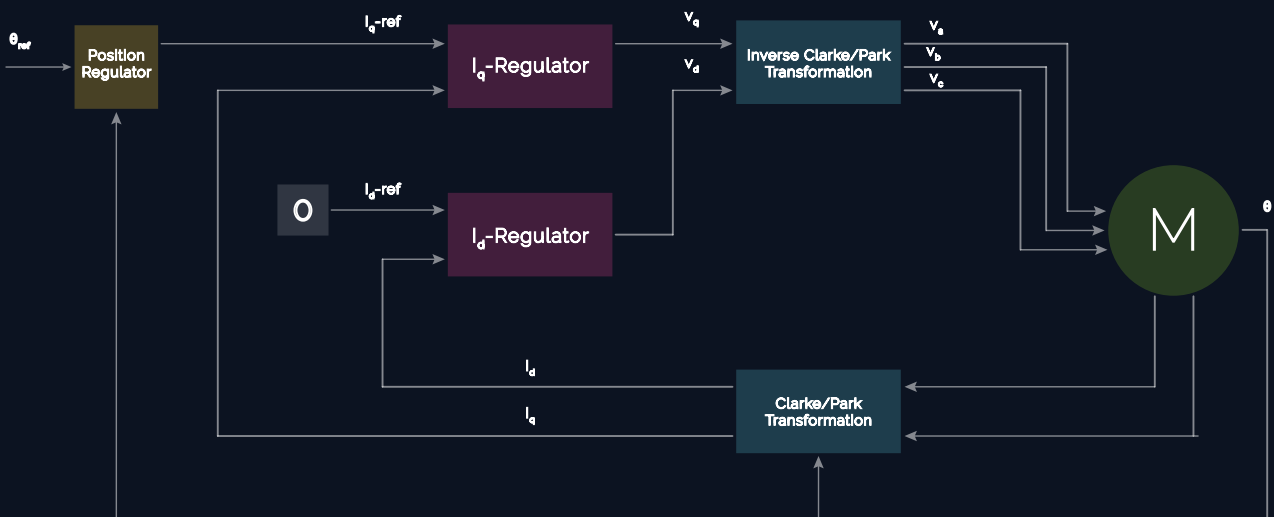 θref
Position
Regulator
Iq-ref
Iq-Regulator
Vq
Vd
Inverse Clarke/Park
Transformation
Va
Vb
Vc
0
Id-ref
Id-Regulator
M
θ
Id
Iq
Clarke/Park
Transformation